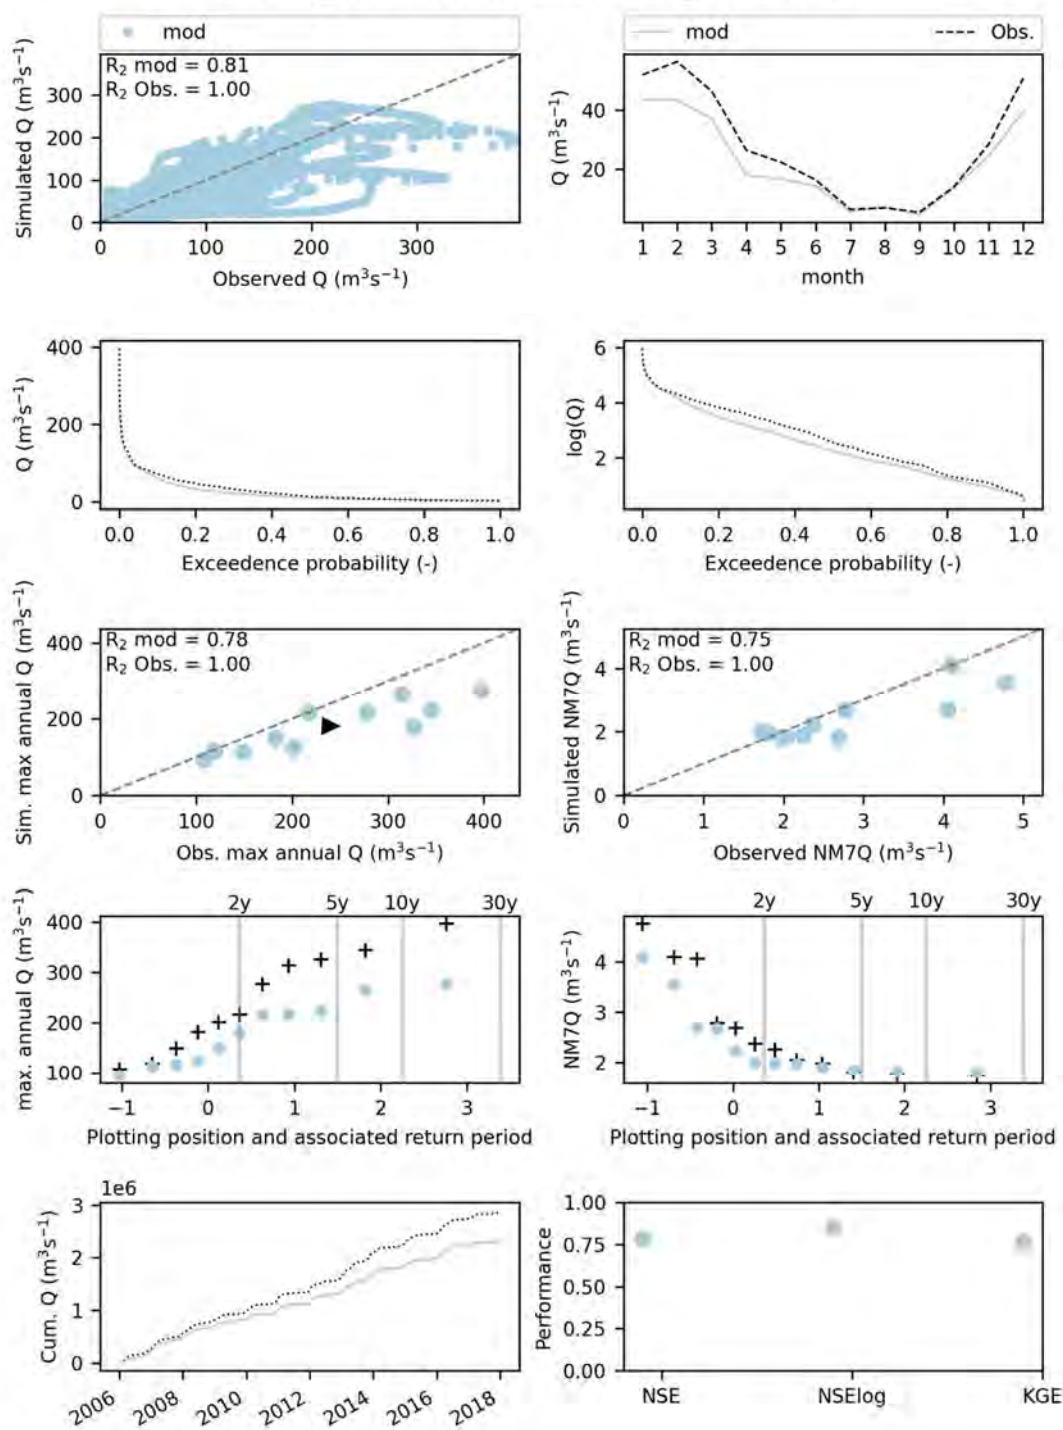 mod
mod Obs.
R₂ mod = 0.81
R₂ Obs. = 1.00
Simulated Q (m³s⁻¹)
300
200
100
0
0 100 200 300
Observed Q (m³s⁻¹)
Q (m³s⁻¹)
40
20
1 2 3 4 5 6 7 8 9 10 11 12
month
Q (m³s⁻¹)
400
200
0
0.0 0.2 0.4 0.6 0.8 1.0
Exceedence probability (-)
log(Q)
6
4
2
0.0 0.2 0.4 0.6 0.8 1.0
Exceedence probability (-)
Sim. max annual Q (m³s⁻¹)
R₂ mod = 0.78
R₂ Obs. = 1.00
400
200
0
0 100 200 300 400
Obs. max annual Q (m³s⁻¹)
Simulated NM7Q (m³s⁻¹)
R₂ mod = 0.75
R₂ Obs. = 1.00
4
2
0
0 1 2 3 4 5
Observed NM7Q (m³s⁻¹)
max. annual Q (m³s⁻¹)
2y 5y 10y 30y
400
300
200
100
−1 0 1 2 3
Plotting position and associated return period
NM7Q (m³s⁻¹)
2y 5y 10y 30y
4
3
2
−1 0 1 2 3
Plotting position and associated return period
1e6
Cum. Q (m³s⁻¹)
3
2
1
0
2006 2008 2010 2012 2014 2016 2018
Performance
1.00
0.75
0.50
0.25
0.00
NSE NSElog KGE